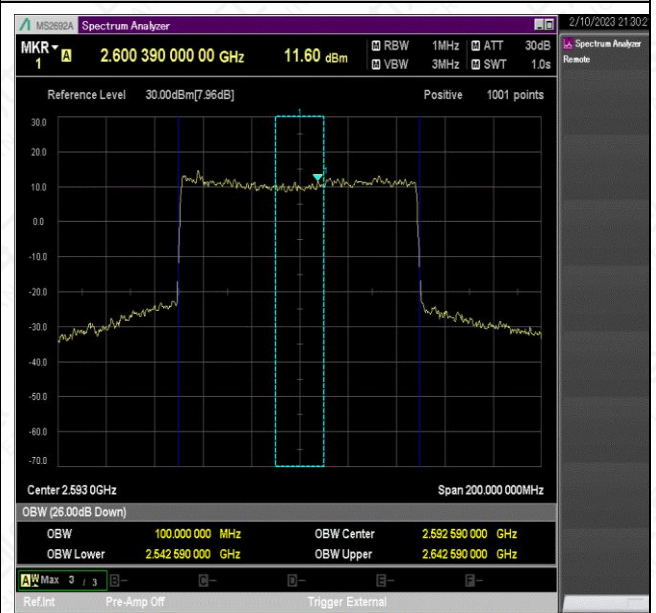 MS2692A Spectrum Analyzer
2/10/2023 21:30:2
MKR 1 A 2.600 390 000 00 GHz 11.60 dBm
M RBW 1MHz M ATT 30dB
M VBW 3MHz M SWT 1.0s
Spectrum Analyzer
Remote
Reference Level 30.00dBm[7.96dB] Positive 1001 points
1
30.0
20.0
10.0
0.0
-10.0
-20.0
-30.0
-40.0
-50.0
-60.0
-70.0
Center 2.593 0GHz Span 200.000 000MHz
OBW (26.00dB Down)
OBW 100.000 000 MHz OBW Center 2.592 590 000 GHz
OBW Lower 2.542 590 000 GHz OBW Upper 2.642 590 000 GHz
A W Max 3 / 3 B- C- D- E- F-
Ref.Int Pre-Amp Off Trigger External